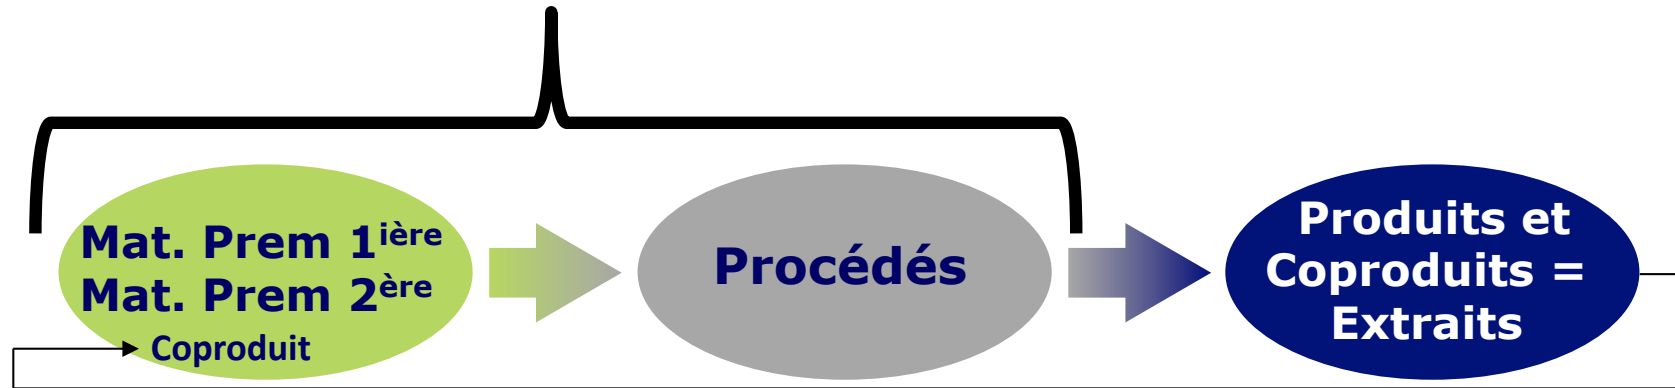 Mat. Prem 1ière
Mat. Prem 2ère
Coproduit
Procédés
Produits et
Coproduits =
Extraits